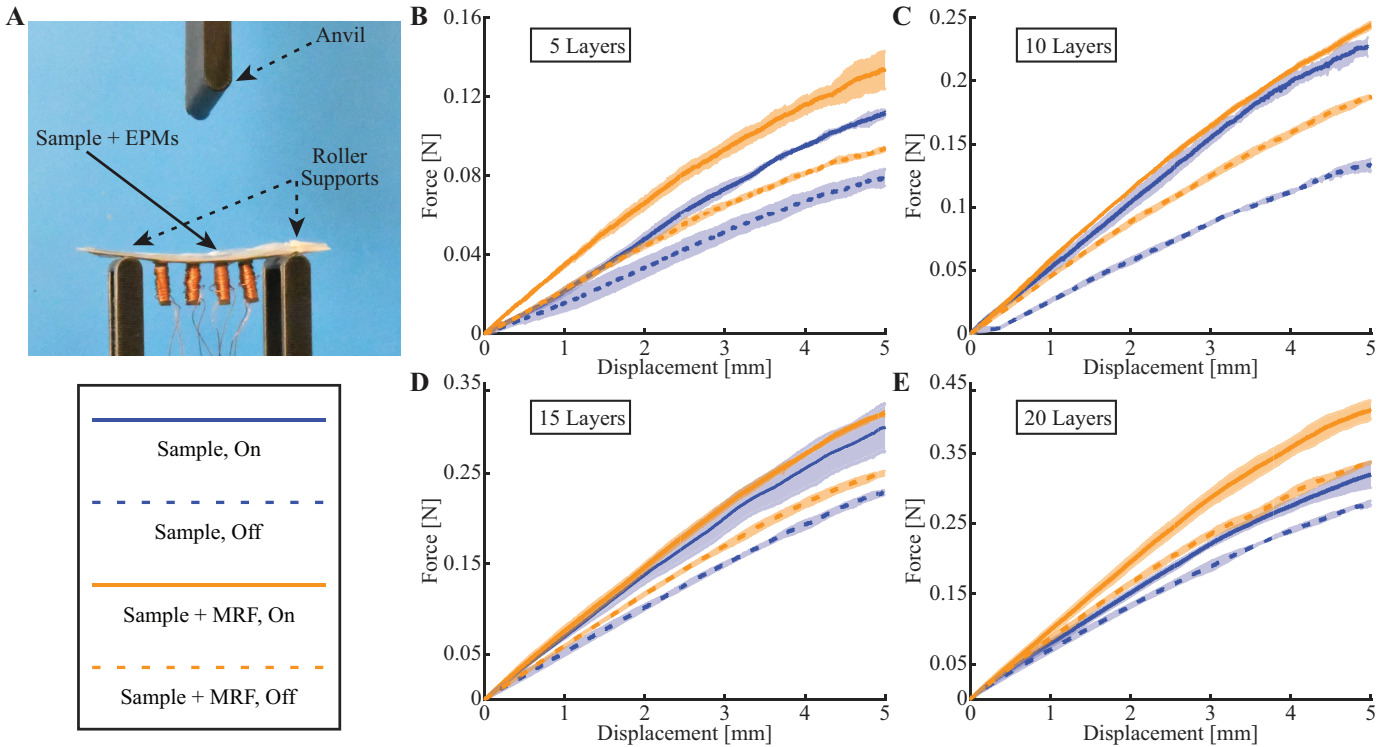 A
Anvil
Sample + EPMs
Roller
Supports
Sample, On
Sample, Off
Sample + MRF, On
Sample + MRF, Off
B
5 Layers
Force [N]
0.16
0.12
0.08
0.04
0
0 1 2 3 4 5
Displacement [mm]
C
10 Layers
Force [N]
0.25
0.20
0.15
0.10
0.05
0
0 1 2 3 4 5
Displacement [mm]
D
15 Layers
Force [N]
0.35
0.25
0.15
0.05
0
0 1 2 3 4 5
Displacement [mm]
E
20 Layers
Force [N]
0.45
0.35
0.25
0.15
0.05
0
0 1 2 3 4 5
Displacement [mm]